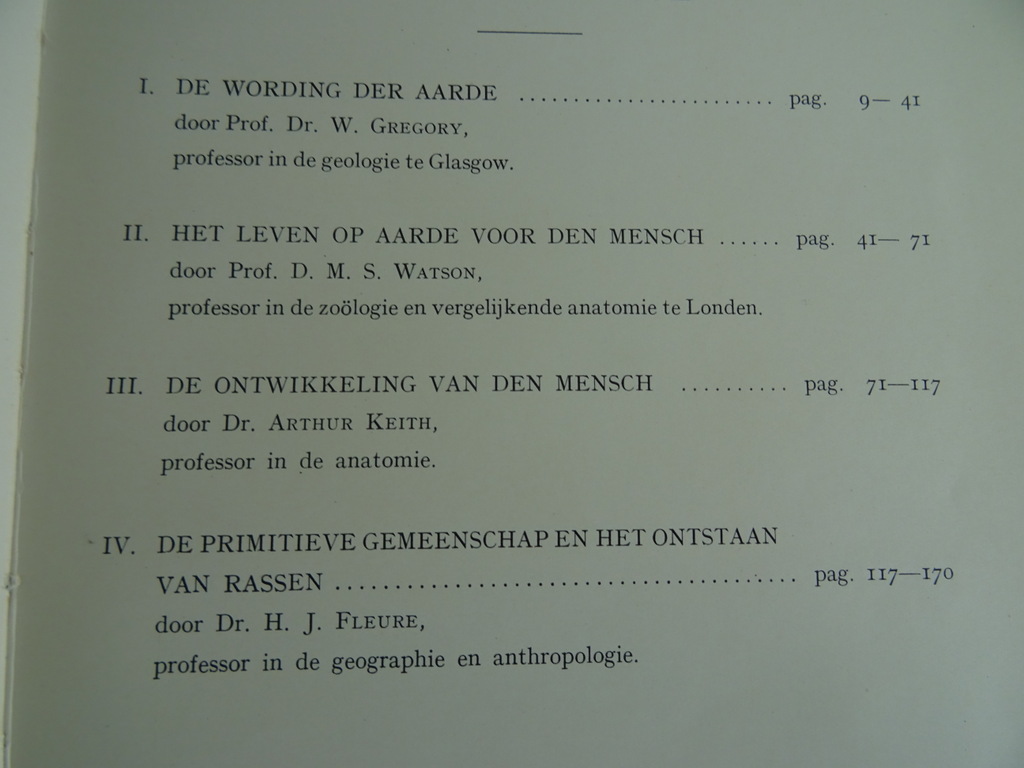 I. DE WORDING DER AARDE ........................ pag. 9— 41
door Prof. Dr. W. GREGORY,
professor in de geologie te Glasgow.
II. HET LEVEN OP AARDE VOOR DEN MENSCH ...... pag. 41— 71
door Prof. D. M. S. WATSON,
professor in de zoölogie en vergelijkende anatomie te Londen.
III. DE ONTWIKKELING VAN DEN MENSCH .......... pag. 71—117
door Dr. ARTHUR KEITH,
professor in de anatomie.
IV. DE PRIMITIEVE GEMEENSCHAP EN HET ONTSTAAN
VAN RASSEN ....................................... pag. 117—170
door Dr. H. J. FLEURE,
professor in de geographie en anthropologie.